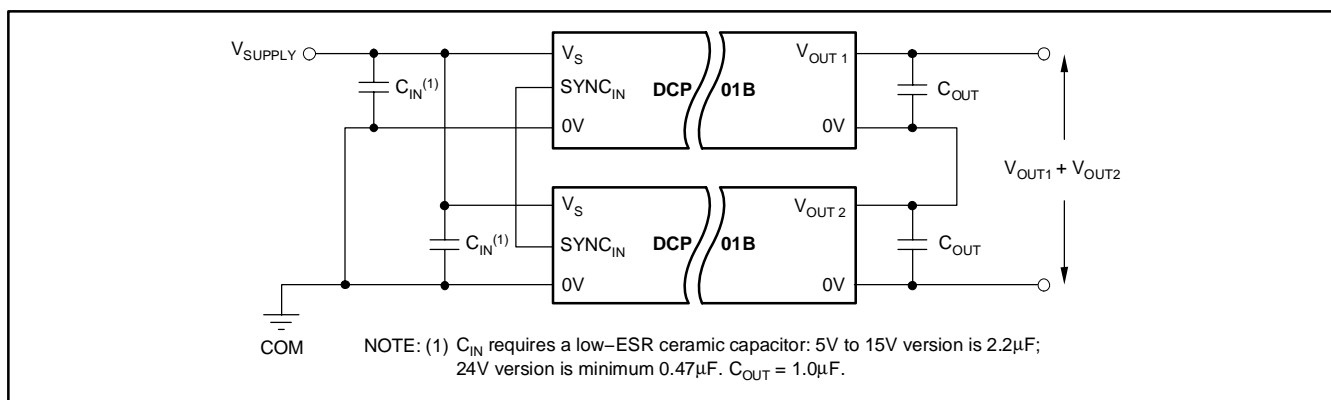 V_SUPPLY
C_IN^(1)
V_S
SYNC_IN
0V
DCP 01B
V_OUT 1
0V
C_OUT
V_OUT1 + V_OUT2
C_IN^(1)
V_S
SYNC_IN
0V
DCP 01B
V_OUT 2
0V
C_OUT
COM
NOTE: (1) C_IN requires a low−ESR ceramic capacitor: 5V to 15V version is 2.2μF;
24V version is minimum 0.47μF. C_OUT = 1.0μF.